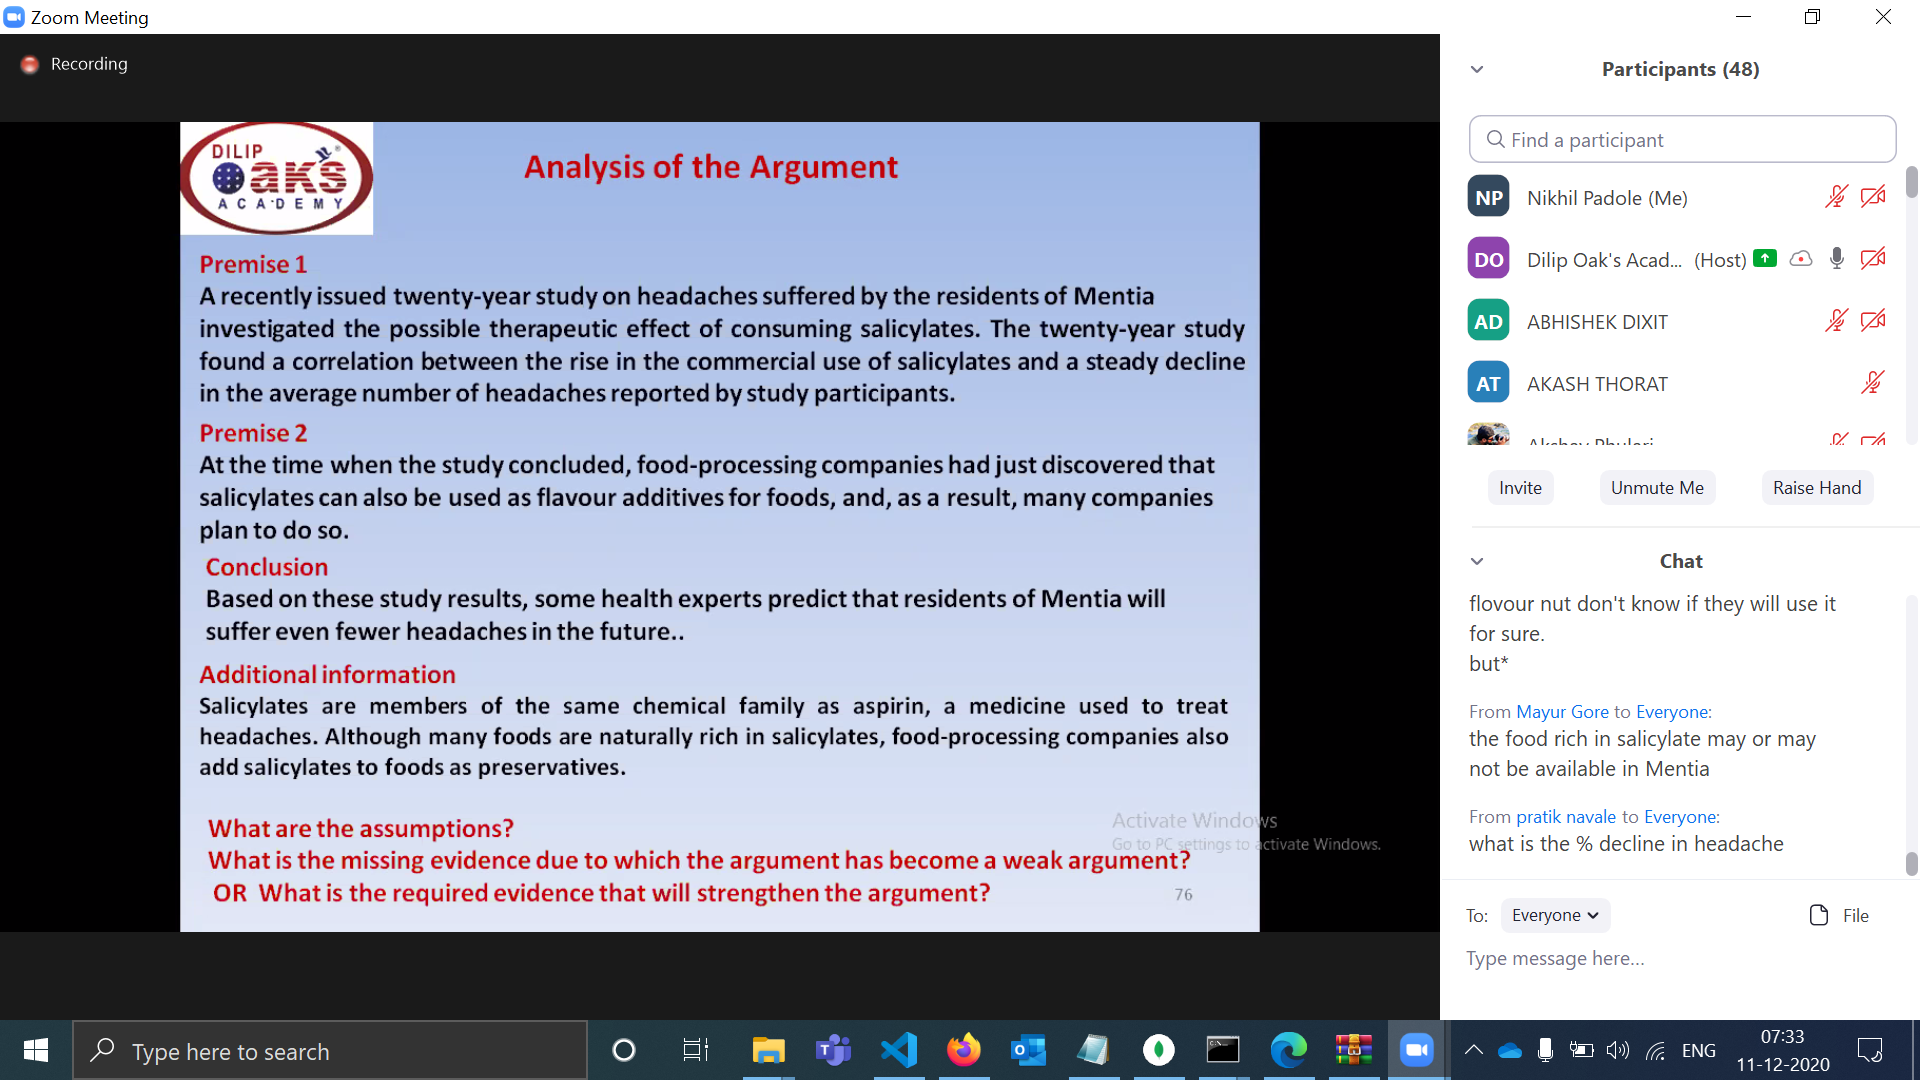 Zoom Meeting
Recording
DILIP
Oak's
ACADEMY
Analysis of the Argument
Premise 1
A recently issued twenty-year study on headaches suffered by the residents of Mentia
investigated the possible therapeutic effect of consuming salicylates. The twenty-year study
found a correlation between the rise in the commercial use of salicylates and a steady decline
in the average number of headaches reported by study participants.
Premise 2
At the time when the study concluded, food-processing companies had just discovered that
salicylates can also be used as flavour additives for foods, and, as a result, many companies
plan to do so.
Conclusion
Based on these study results, some health experts predict that residents of Mentia will
suffer even fewer headaches in the future..
Additional information
Salicylates are members of the same chemical family as aspirin, a medicine used to treat
headaches. Although many foods are naturally rich in salicylates, food-processing companies also
add salicylates to foods as preservatives.
What are the assumptions?
What is the missing evidence due to which the argument has become a weak argument?
OR What is the required evidence that will strengthen the argument?
76
Activate Windows
Go to PC settings to activate Windows.
Participants (48)
Find a participant
NP Nikhil Padole (Me)
DO Dilip Oak's Acad... (Host)
AD ABHISHEK DIXIT
AT AKASH THORAT
Invite Unmute Me Raise Hand
Chat
flovour nut don't know if they will use it
for sure.
but*
From Mayur Gore to Everyone:
the food rich in salicylate may or may
not be available in Mentia
From pratik navale to Everyone:
what is the % decline in headache
To: Everyone File
Type message here...
Type here to search
ENG
07:33
11-12-2020